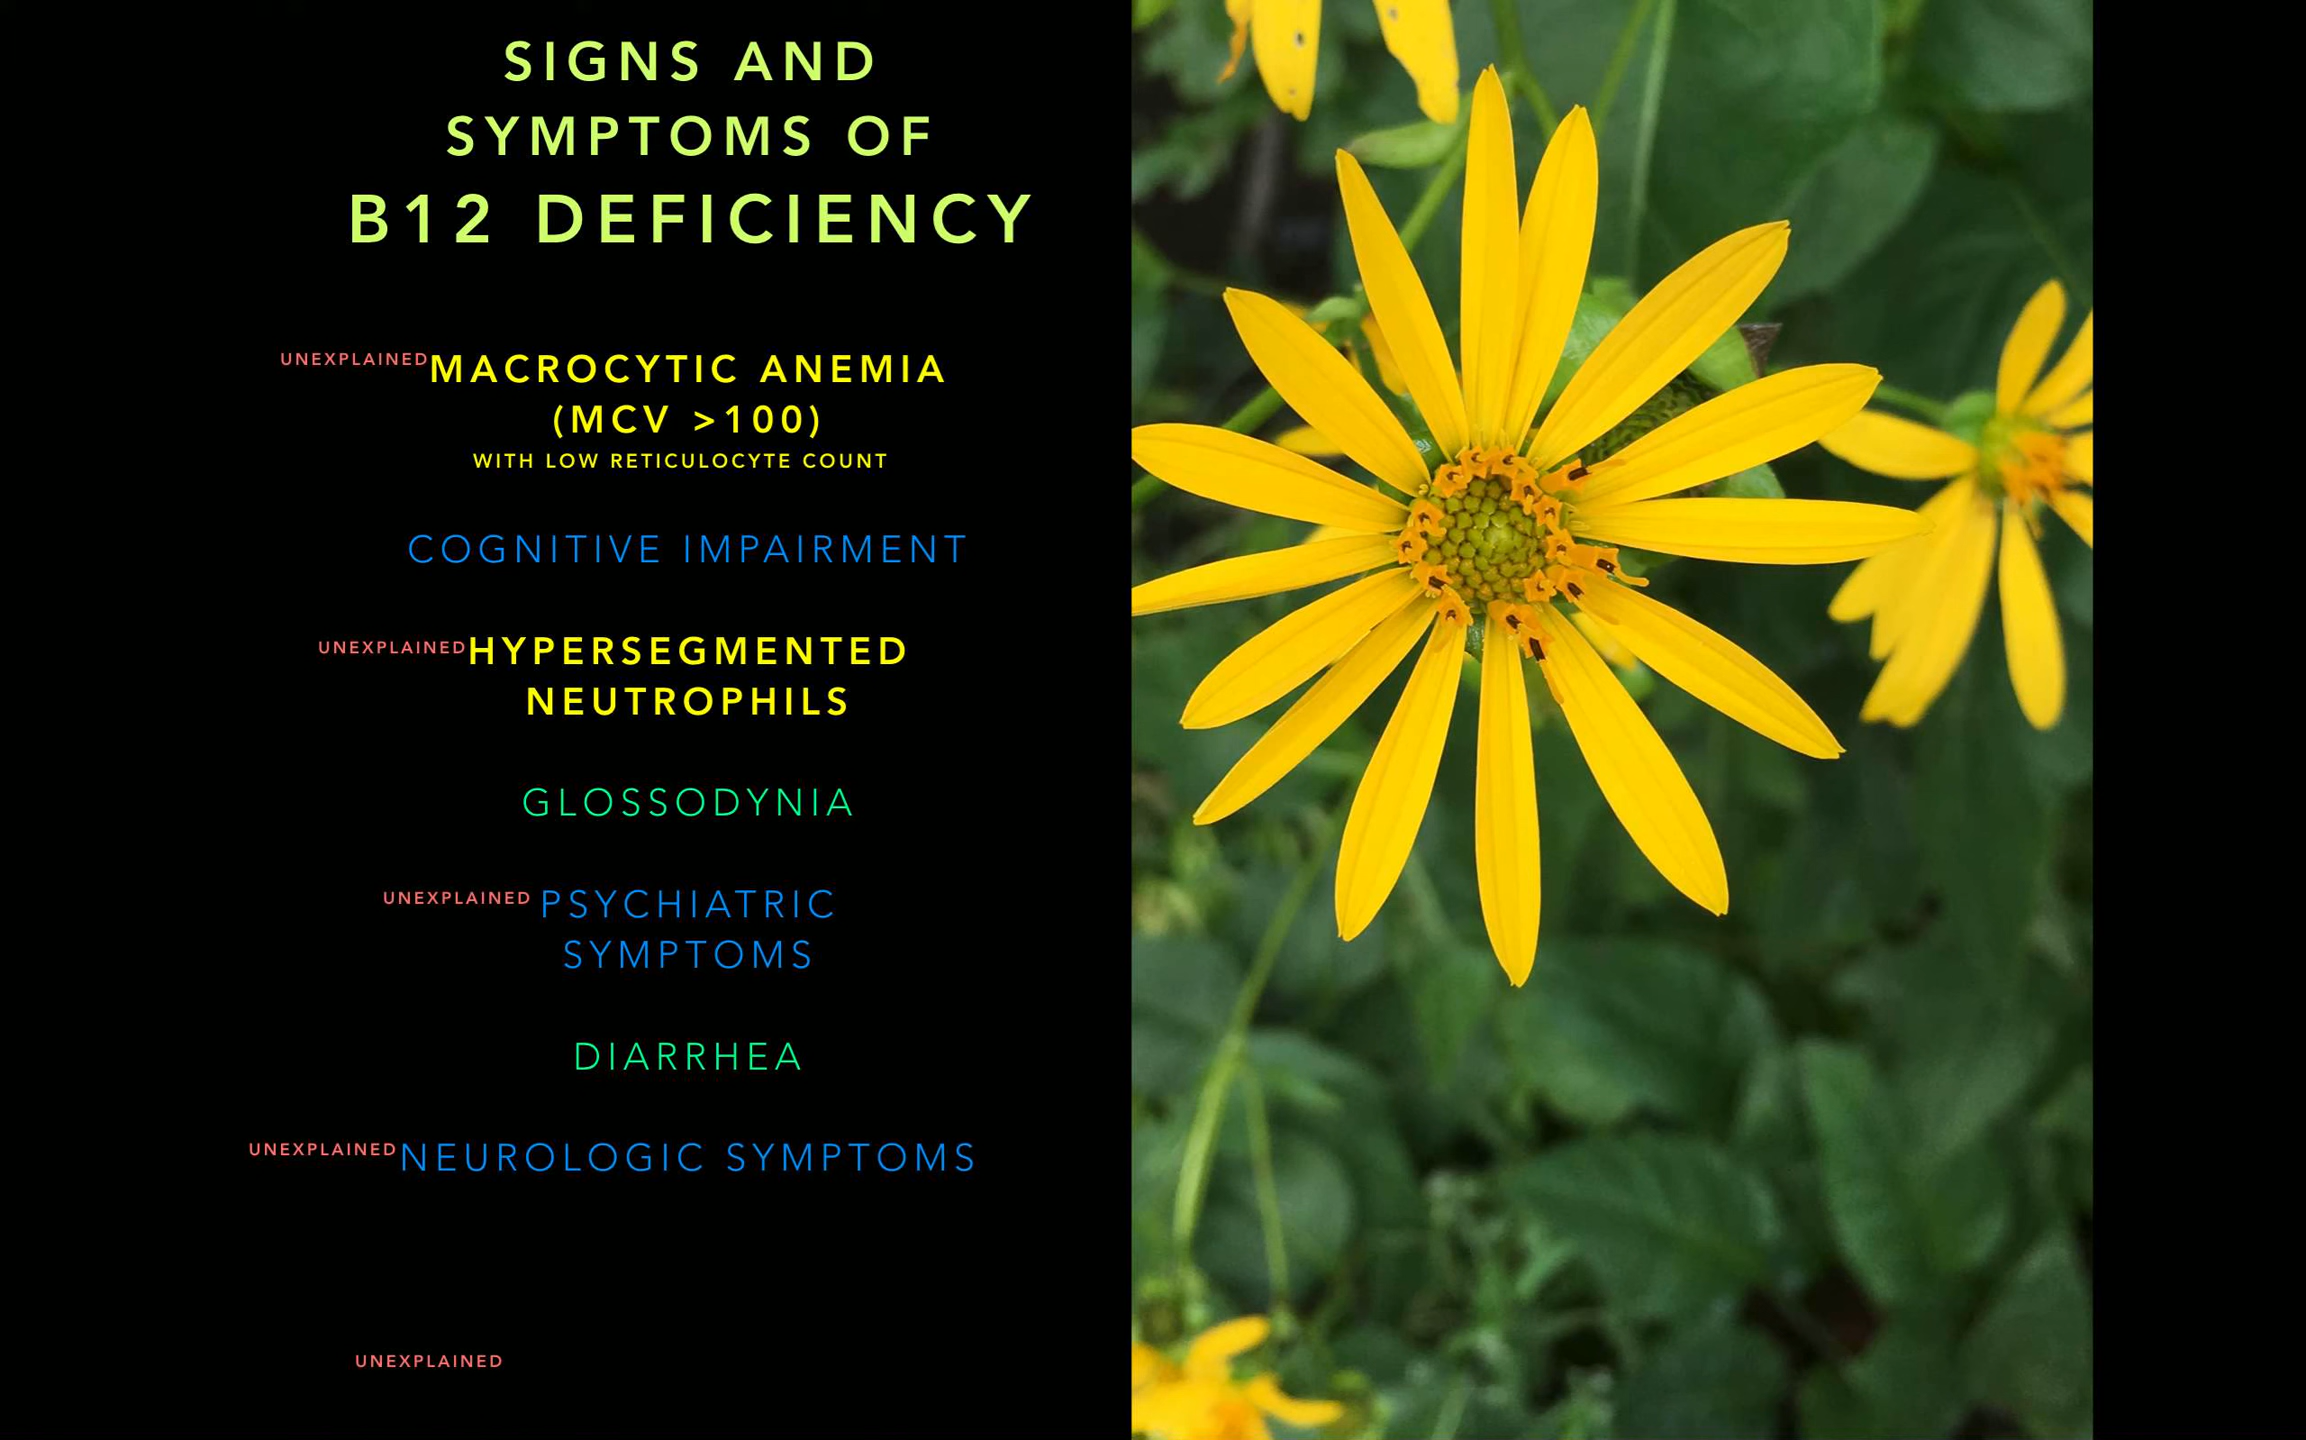 SIGNS AND
SYMPTOMS OF
B12 DEFICIENCY
UNEXPLAINED MACROCYTIC ANEMIA
(MCV >100)
WITH LOW RETICULOCYTE COUNT
COGNITIVE IMPAIRMENT
UNEXPLAINED HYPERSEGMENTED
NEUTROPHILS
GLOSSODYNIA
UNEXPLAINED PSYCHIATRIC
SYMPTOMS
DIARRHEA
UNEXPLAINED NEUROLOGIC SYMPTOMS
UNEXPLAINED